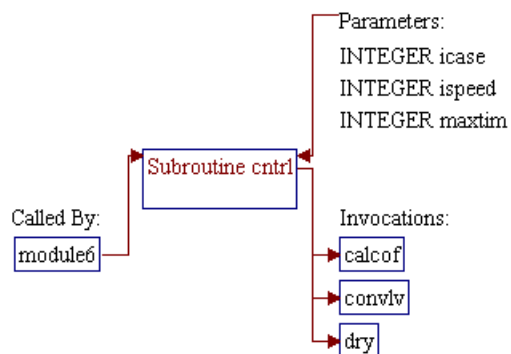 Parameters:
INTEGER icase
INTEGER ispeed
INTEGER maxtim
Subroutine cntrl
Called By:
module6
Invocations:
calcof
convlv
dry